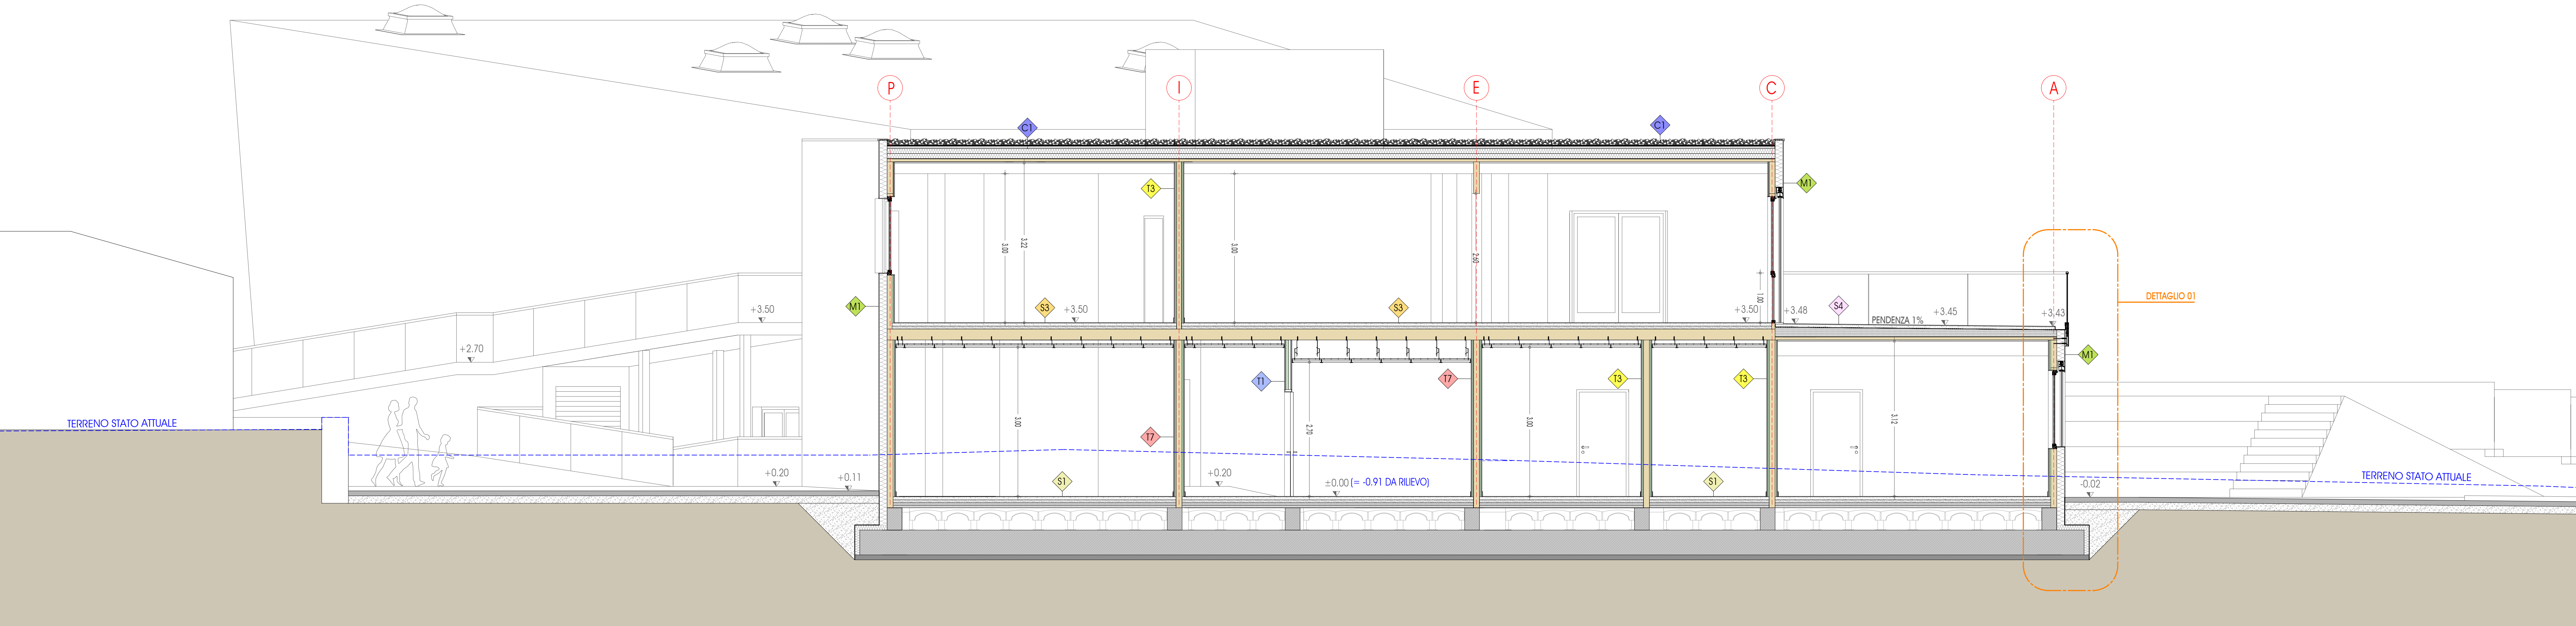 P
I
E
C
A
C1
C1
T3
M1
3.00
3.22
3.00
2.60
1.00
DETTAGLIO 01
M1
S3
+3.50
S3
+3.50
+3.48
S4
PENDENZA 1%
+3.45
+3.43
+3.50
+2.70
M1
T1
T7
T3
T3
3.00
2.70
3.00
3.12
TERRENO STATO ATTUALE
T7
+0.20
+0.11
S1
+0.20
±0.00 (= -0.91 DA RILIEVO)
S1
-0.02
TERRENO STATO ATTUALE